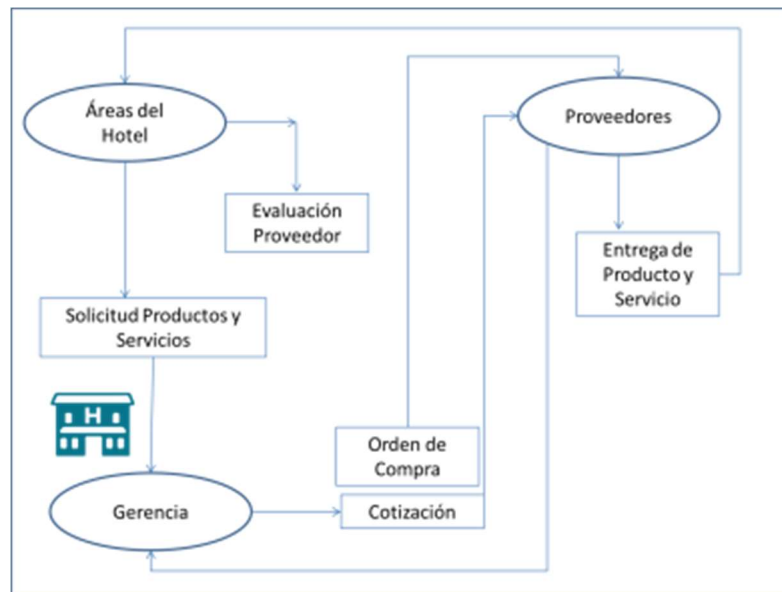 Áreas del
Hotel
Proveedores
Evaluación
Proveedor
Entrega de
Producto y
Servicio
Solicitud Productos y
Servicios
H
Orden de
Compra
Gerencia
Cotización